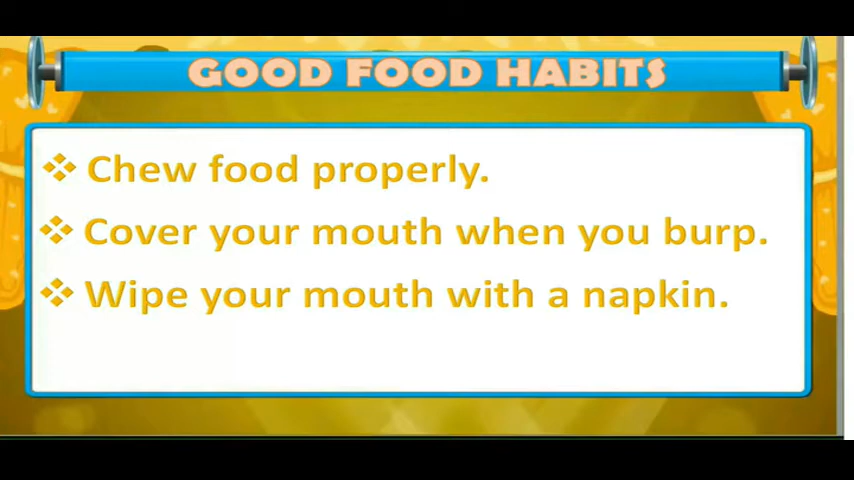 GOOD FOOD HABITS
❖ Chew food properly.
❖ Cover your mouth when you burp.
❖ Wipe your mouth with a napkin.